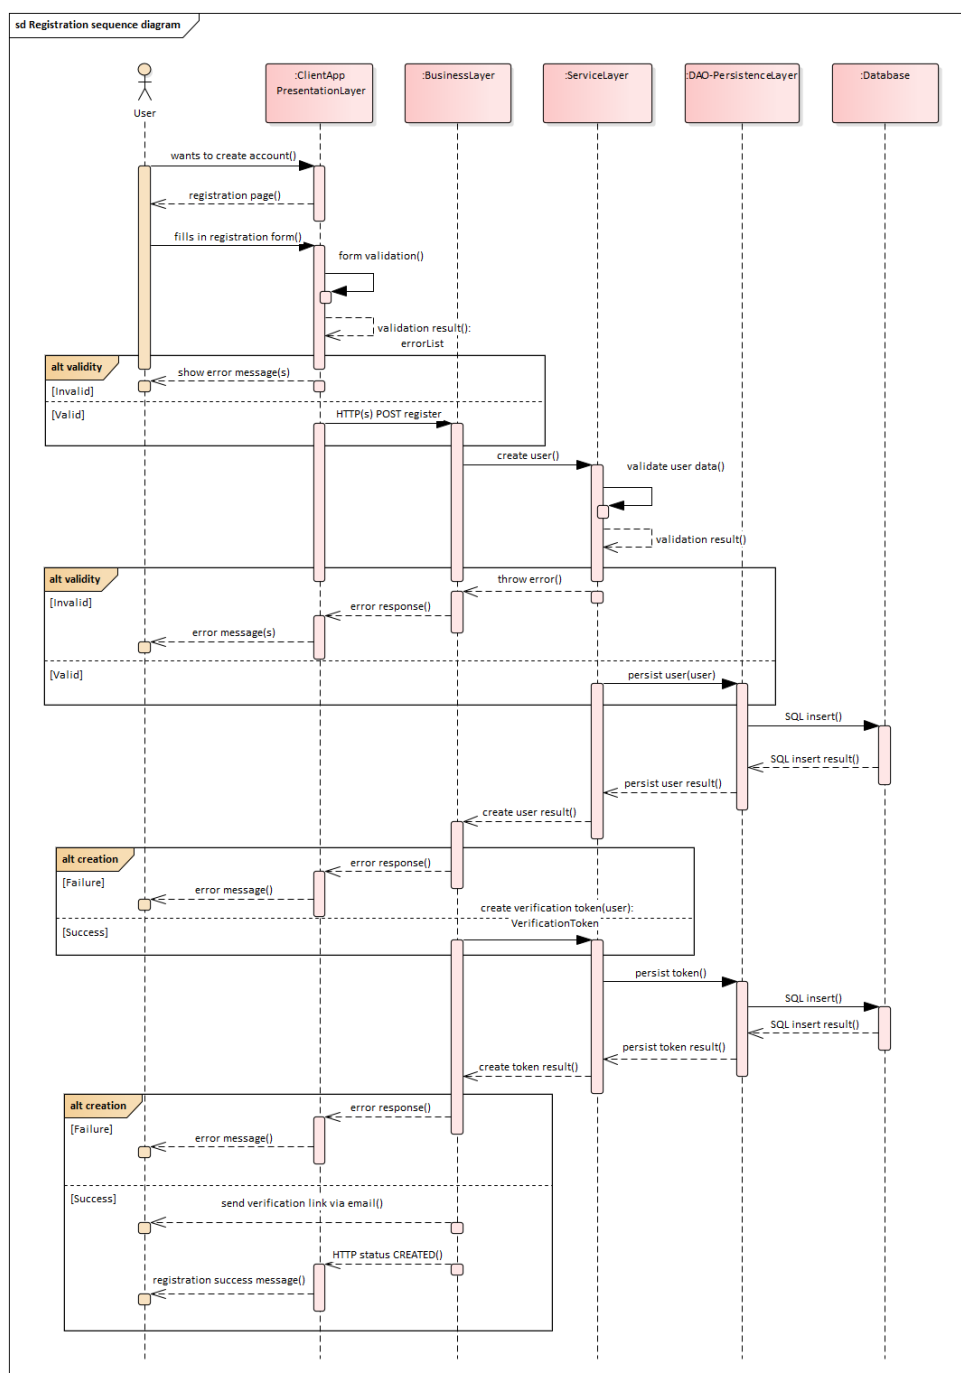 sd Registration sequence diagram
:ClientApp
PresentationLayer
:BusinessLayer
:ServiceLayer
:DAO-PersistenceLayer
:Database
User
wants to create account()
registration page()
fills in registration form()
form validation()
validation result():
errorList
alt validity
show error message(s)
[Invalid]
[Valid]
HTTP(s) POST register
create user()
validate user data()
validation result()
alt validity
throw error()
[Invalid]
error response()
error message(s)
[Valid]
persist user(user)
SQL insert()
SQL insert result()
persist user result()
create user result()
alt creation
error response()
[Failure]
error message()
create verification token(user):
VerificationToken
[Success]
persist token()
SQL insert()
SQL insert result()
persist token result()
create token result()
alt creation
error response()
[Failure]
error message()
[Success]
send verification link via email()
HTTP status CREATED()
registration success message()